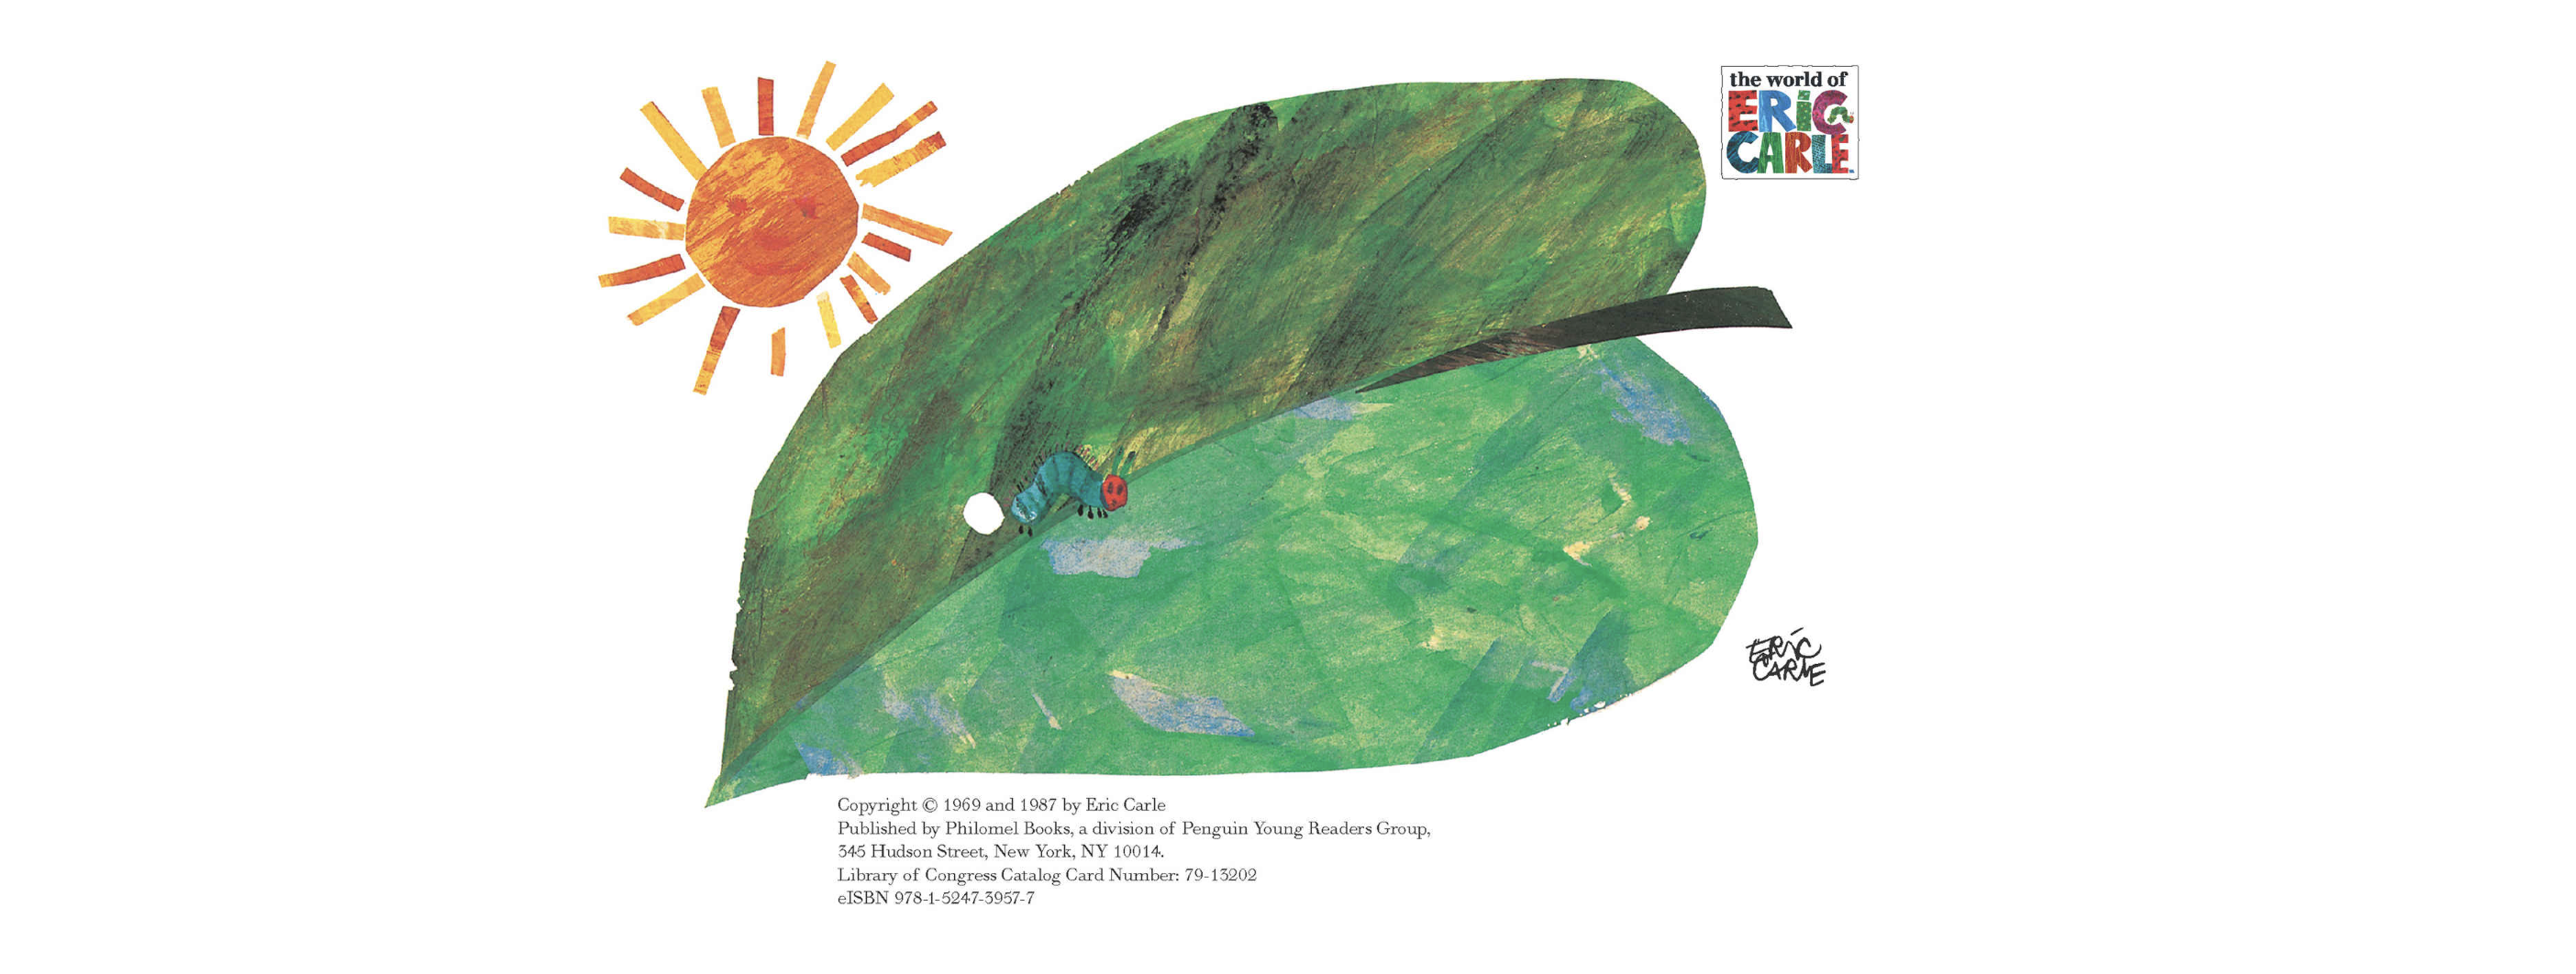 the world of
ERiC
CARLE
ERiC
CARLE
Copyright © 1969 and 1987 by Eric Carle
Published by Philomel Books, a division of Penguin Young Readers Group,
345 Hudson Street, New York, NY 10014.
Library of Congress Catalog Card Number: 79-13202
eISBN 978-1-5247-3957-7